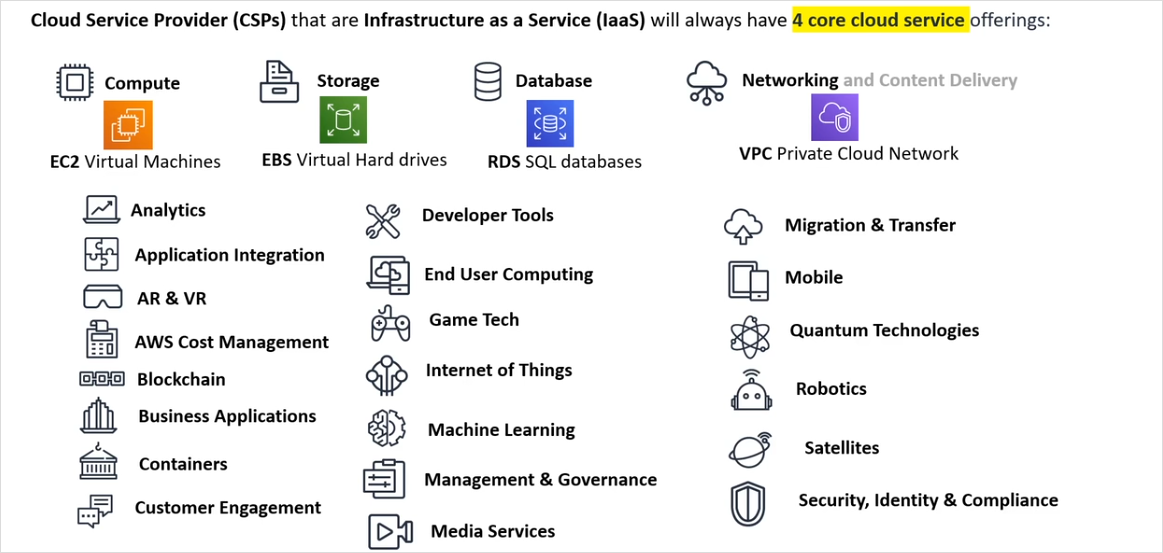 Cloud Service Provider (CSPs) that are Infrastructure as a Service (IaaS) will always have 4 core cloud service offerings:
Compute
EC2 Virtual Machines
Storage
EBS Virtual Hard drives
Database
RDS SQL databases
Networking and Content Delivery
VPC Private Cloud Network
Analytics
Application Integration
AR & VR
AWS Cost Management
Blockchain
Business Applications
Containers
Customer Engagement
Developer Tools
End User Computing
Game Tech
Internet of Things
Machine Learning
Management & Governance
Media Services
Migration & Transfer
Mobile
Quantum Technologies
Robotics
Satellites
Security, Identity & Compliance